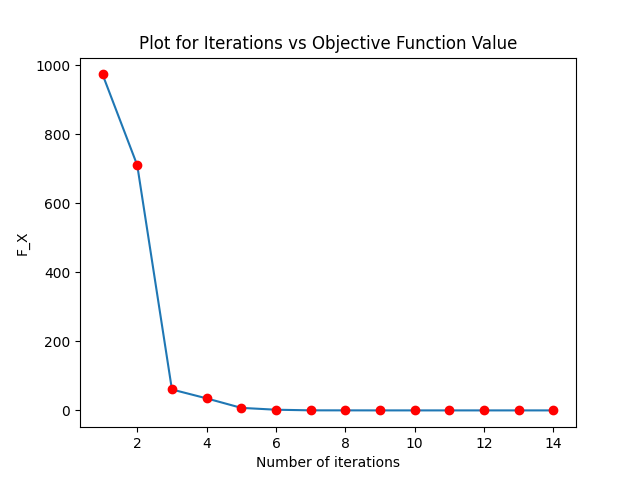 Plot for Iterations vs Objective Function Value
1000
800
600
400
200
0
F_X
2 4 6 8 10 12 14
Number of iterations